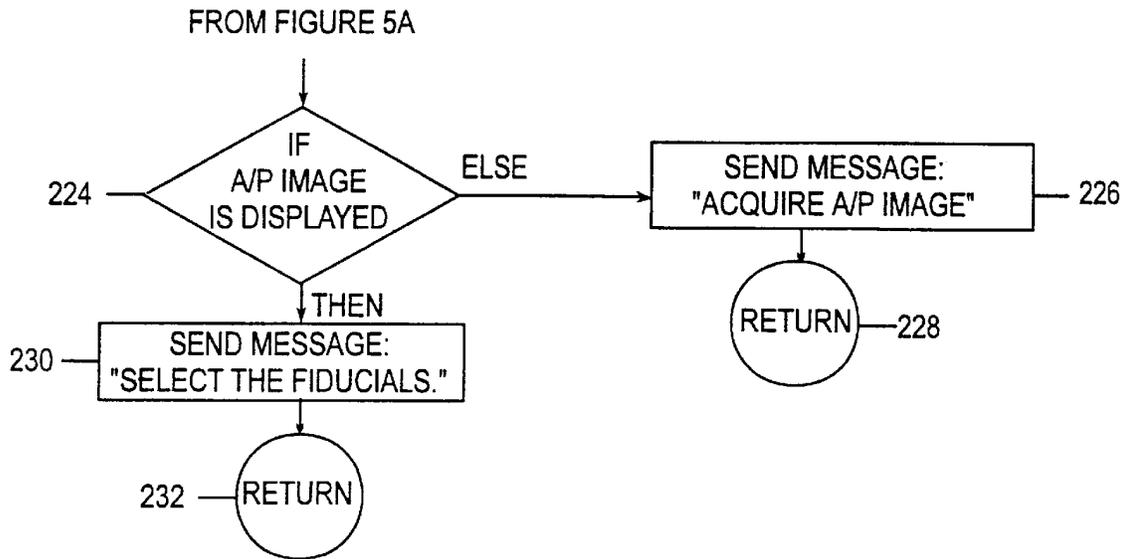 FROM FIGURE 5A
IF
A/P IMAGE
IS DISPLAYED
224
ELSE
SEND MESSAGE:
"ACQUIRE A/P IMAGE"
226
RETURN
228
THEN
SEND MESSAGE:
"SELECT THE FIDUCIALS."
230
RETURN
232